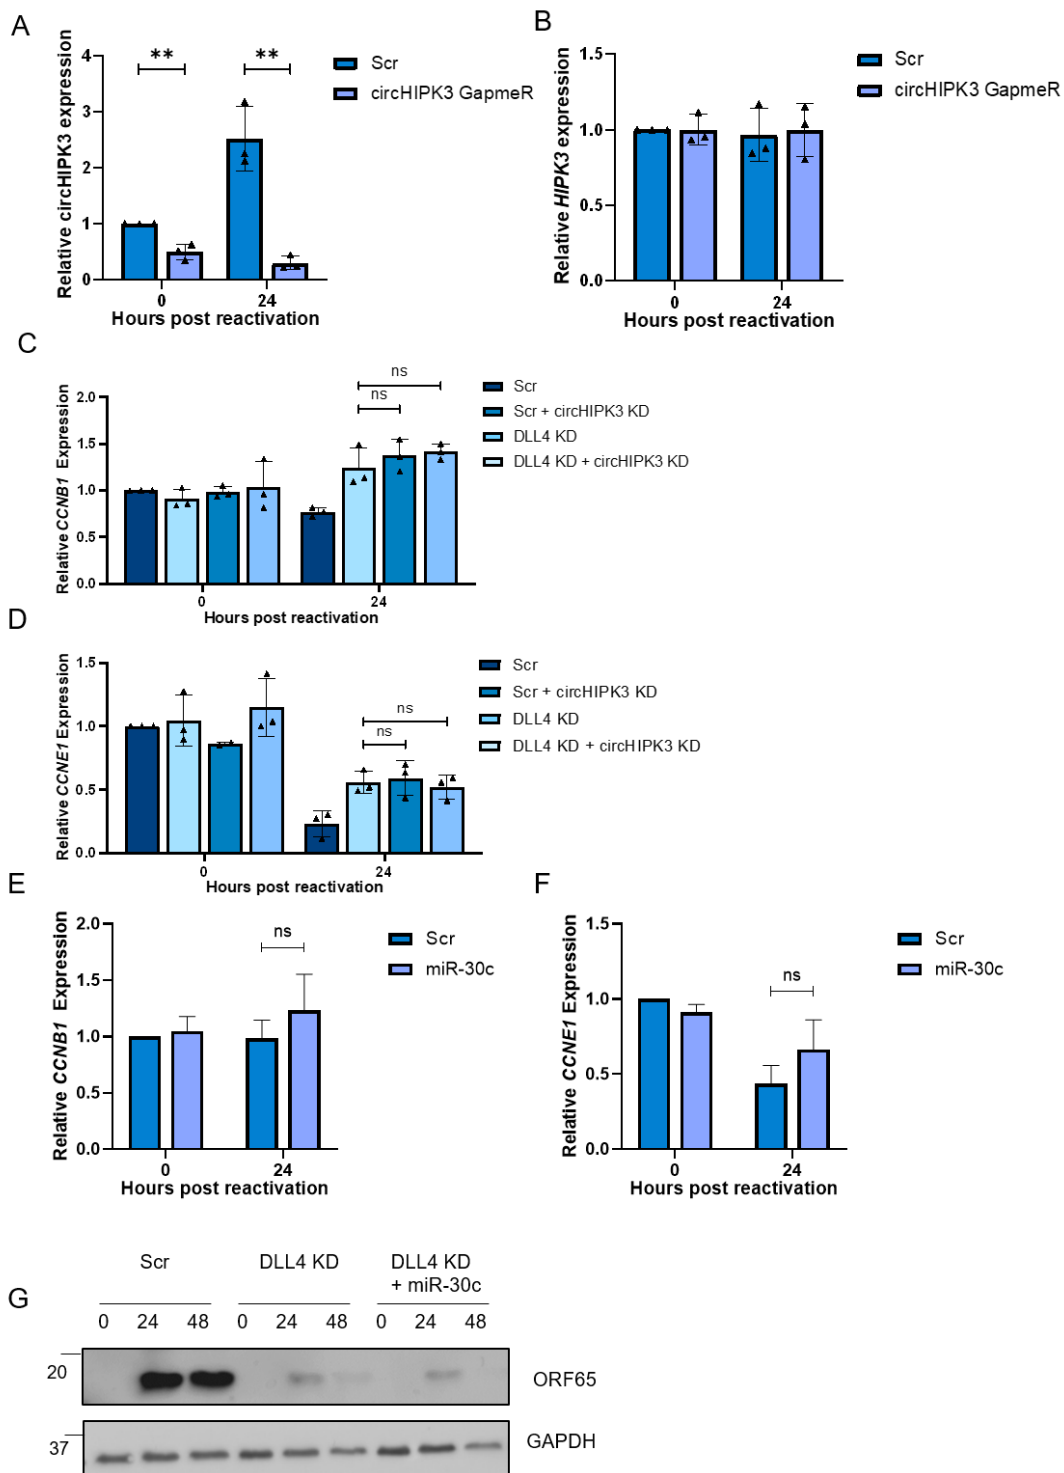 A
Relative circHIPK3 expression
4
3
2
1
0
** **
0 24
Hours post reactivation
Scr
circHIPK3 GapmeR
B
Relative HIPK3 expression
1.5
1.0
0.5
0.0
0 24
Hours post reactivation
Scr
circHIPK3 GapmeR
C
Relative CCNB1 Expression
2.0
1.5
1.0
0.5
0.0
ns
ns
0 24
Hours post reactivation
Scr
Scr + circHIPK3 KD
DLL4 KD
DLL4 KD + circHIPK3 KD
D
Relative CCNE1 Expression
1.5
1.0
0.5
0.0
ns
ns
0 24
Hours post reactivation
Scr
Scr + circHIPK3 KD
DLL4 KD
DLL4 KD + circHIPK3 KD
E
Relative CCNB1 Expression
2.0
1.5
1.0
0.5
0.0
ns
0 24
Hours post reactivation
Scr
miR-30c
F
Relative CCNE1 Expression
1.5
1.0
0.5
0.0
ns
0 24
Hours post reactivation
Scr
miR-30c
G
Scr DLL4 KD DLL4 KD
+ miR-30c
0 24 48 0 24 48 0 24 48
20
ORF65
37
GAPDH